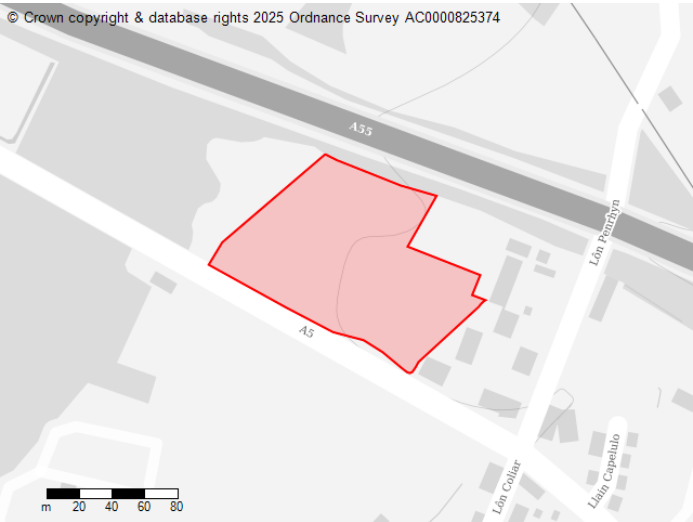 © Crown copyright & database rights 2025 Ordnance Survey AC0000825374
A55
Lôn Penrhyn
A5
Llain Capelulo
Lôn Coliar
m 20 40 60 80